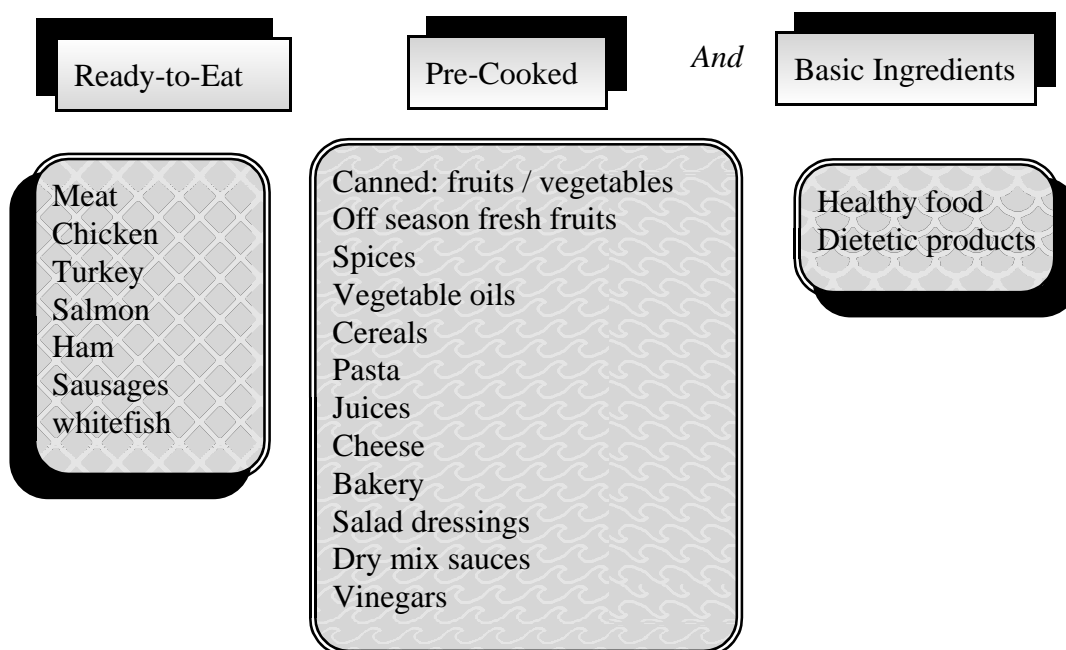 Ready-to-Eat
Pre-Cooked
And
Basic Ingredients
Meat
Chicken
Turkey
Salmon
Ham
Sausages
whitefish
Canned: fruits / vegetables
Off season fresh fruits
Spices
Vegetable oils
Cereals
Pasta
Juices
Cheese
Bakery
Salad dressings
Dry mix sauces
Vinegars
Healthy food
Dietetic products